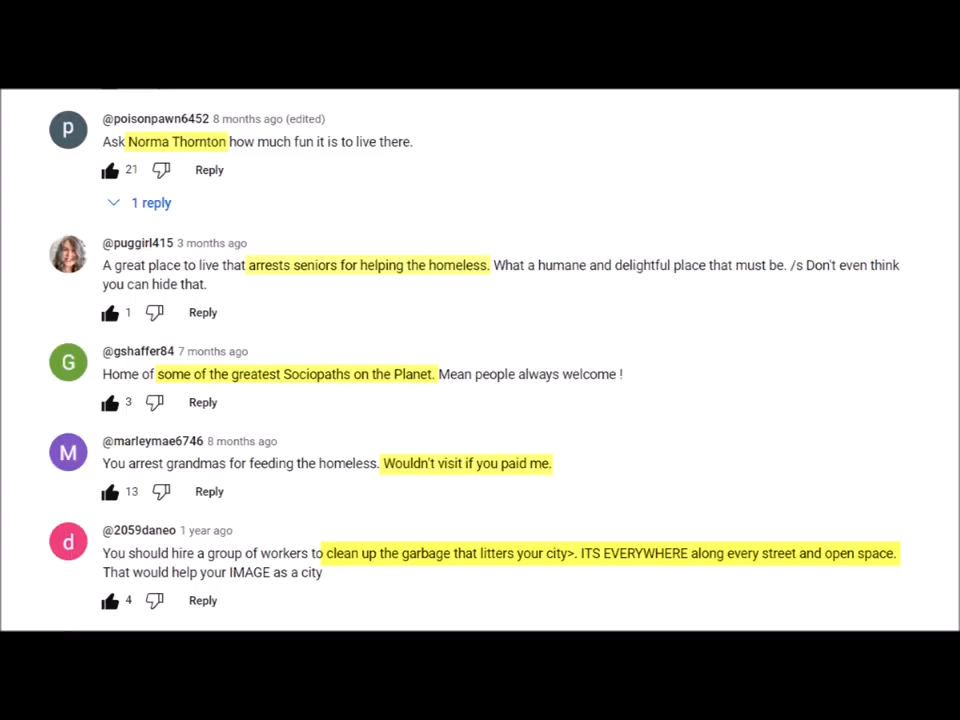 @poisonpawn6452 8 months ago (edited)
Ask Norma Thornton how much fun it is to live there.
21 Reply
1 reply
@puggirl415 3 months ago
A great place to live that arrests seniors for helping the homeless. What a humane and delightful place that must be. /s Don't even think
you can hide that.
1 Reply
@gshaffer84 7 months ago
Home of some of the greatest Sociopaths on the Planet. Mean people always welcome !
3 Reply
@marleymae6746 8 months ago
You arrest grandmas for feeding the homeless. Wouldn't visit if you paid me.
13 Reply
@2059daneo 1 year ago
You should hire a group of workers to clean up the garbage that litters your city>. ITS EVERYWHERE along every street and open space.
That would help your IMAGE as a city
4 Reply